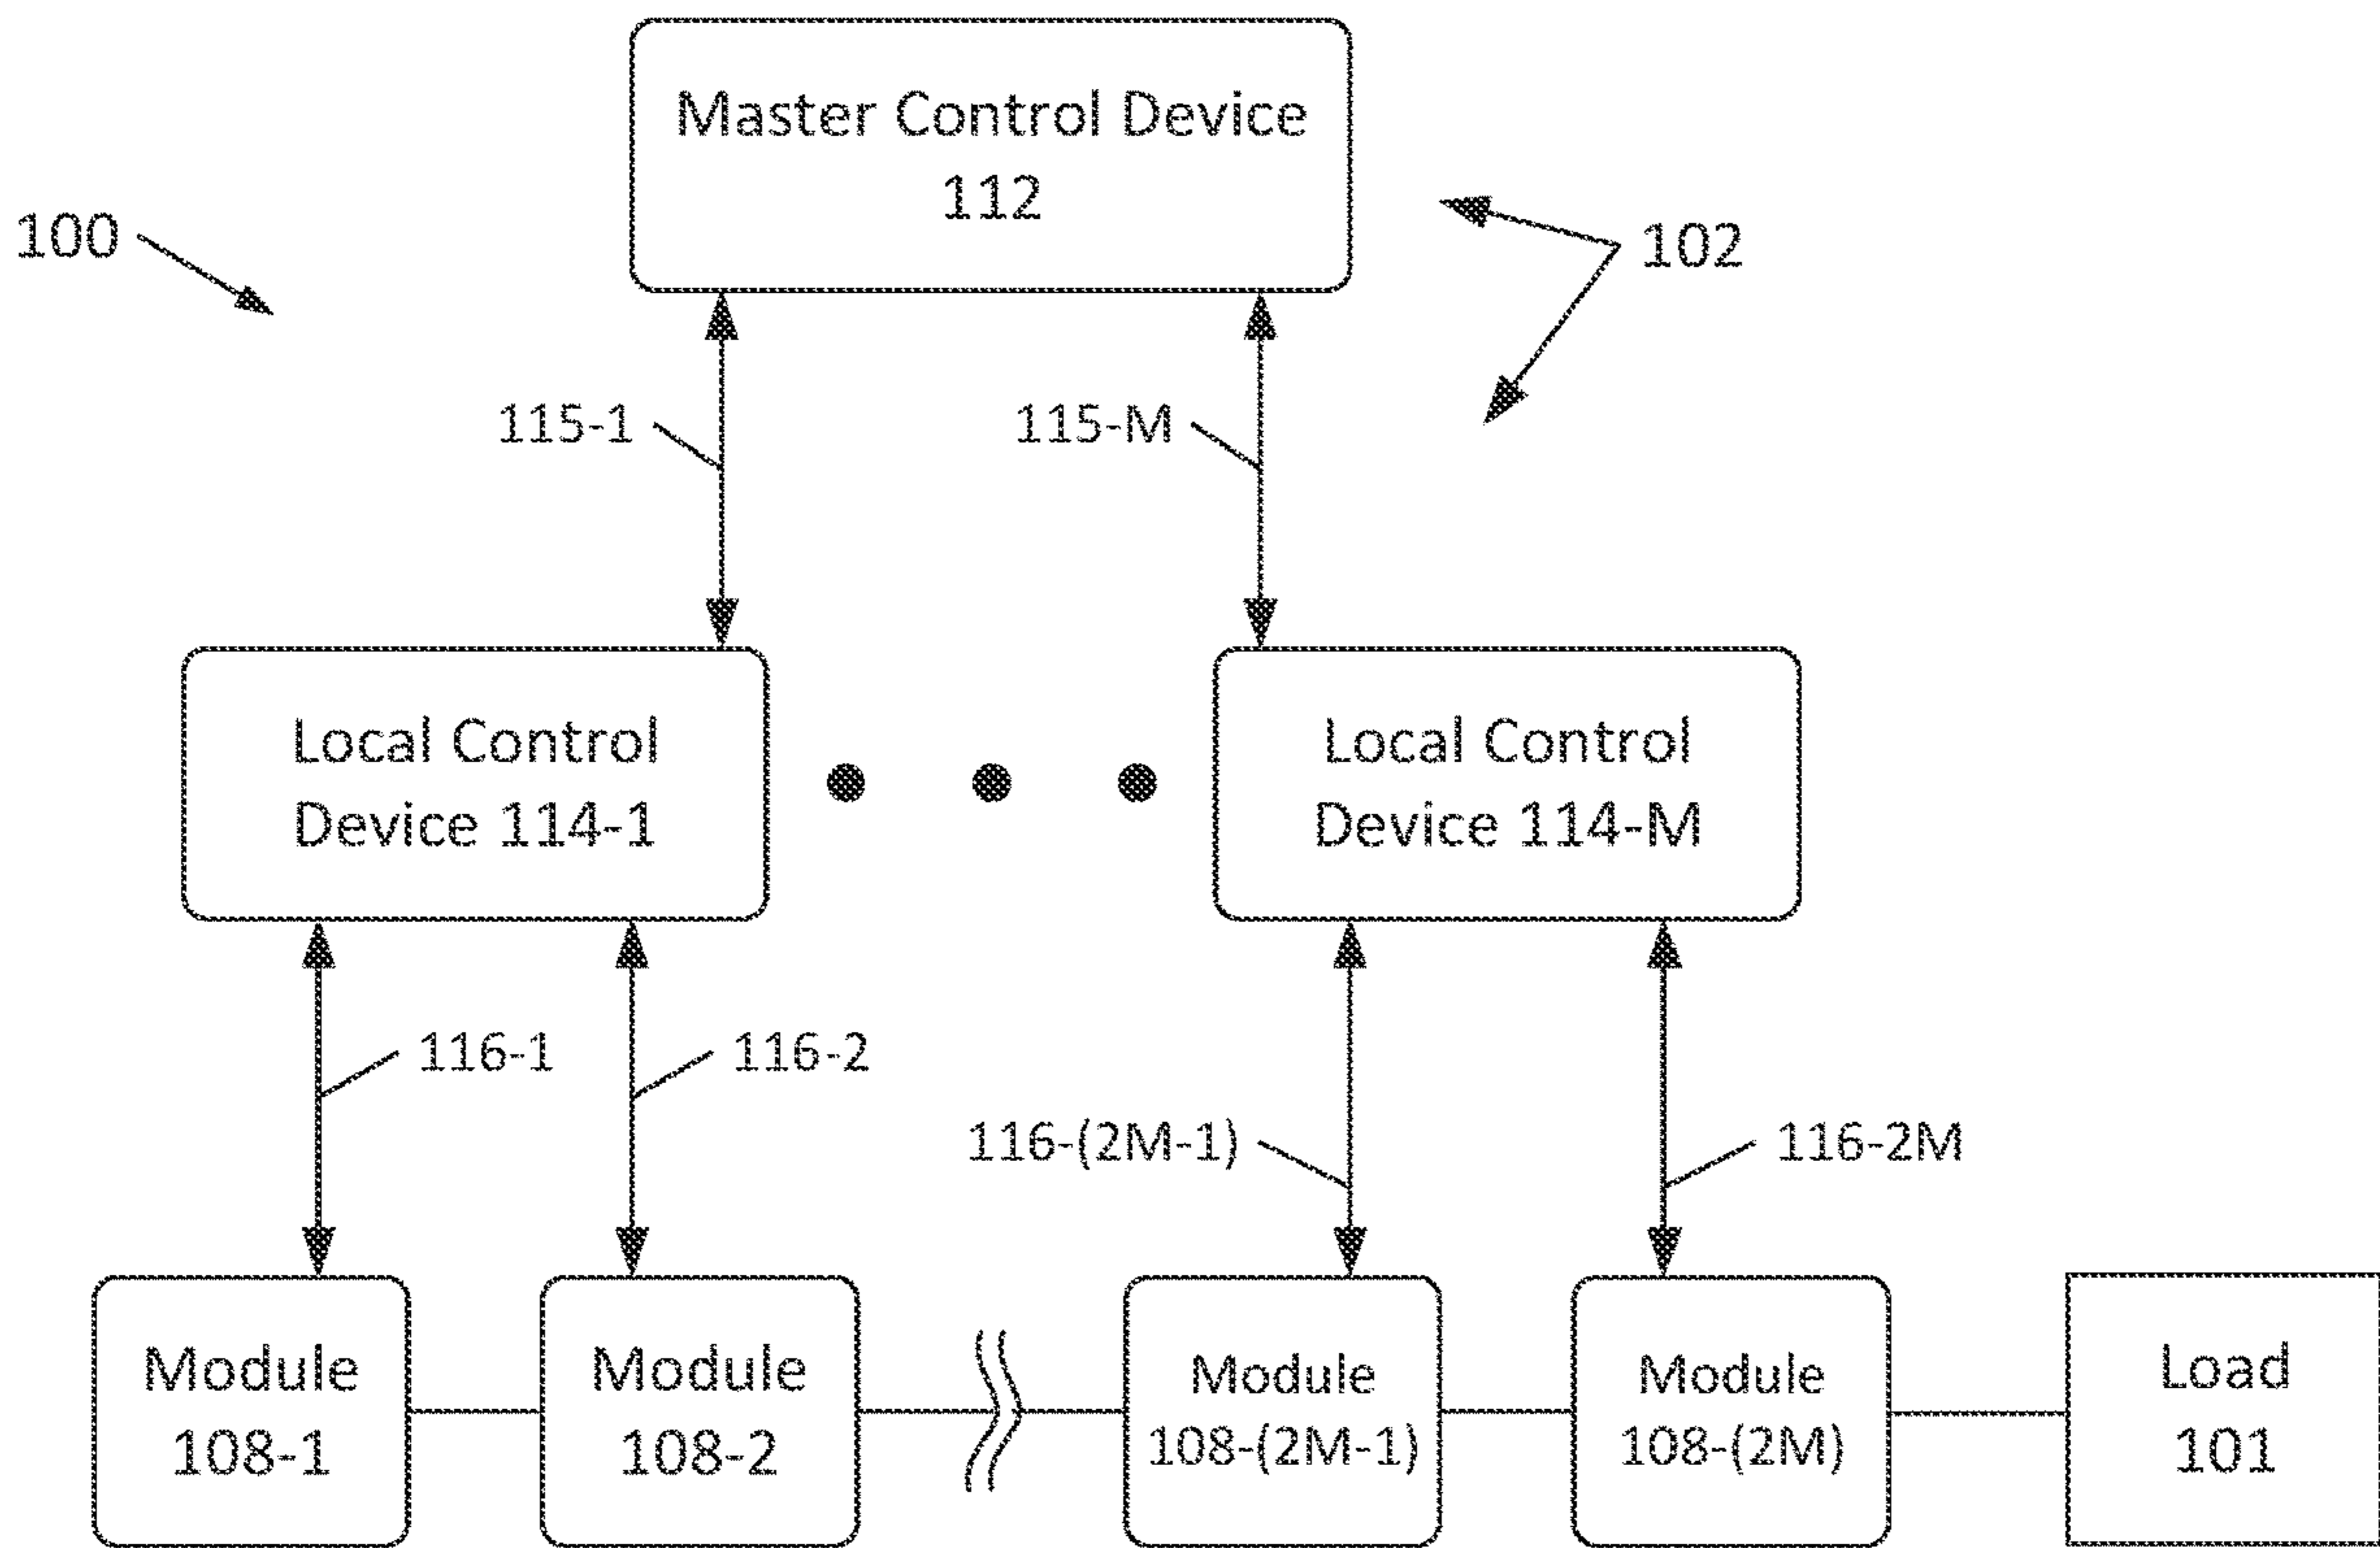 Master Control Device
112
100
102
115-1
115-M
Local Control
Device 114-1
Local Control
Device 114-M
116-1
116-2
116-(2M-1)
116-2M
Module
108-1
Module
108-2
Module
108-(2M-1)
Module
108-(2M)
Load
101